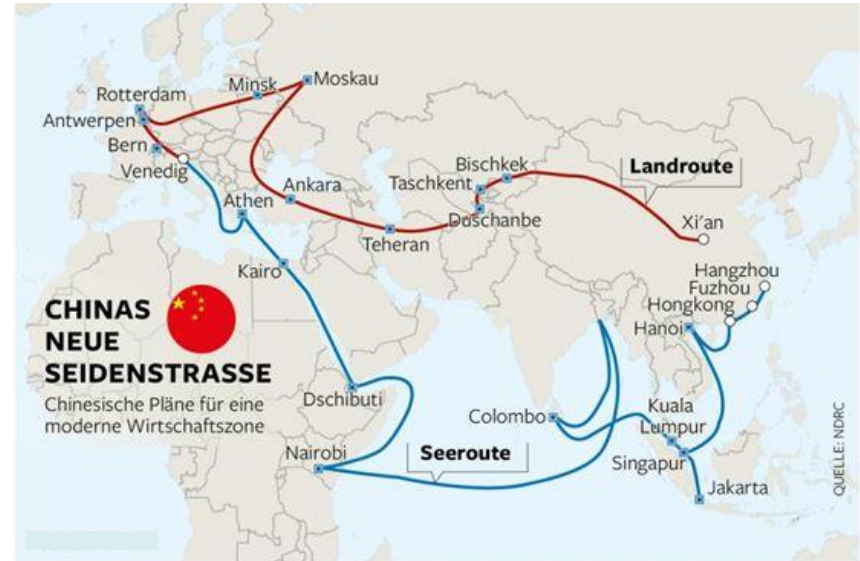 Moskau
Minsk
Rotterdam
Antwerpen
Bern
Venedig
Bischkek
Taschkent
Landroute
Ankara
Athen
Duschanbe
Teheran
Xi'an
Kairo
Hangzhou
Fuzhou
Hongkong
Hanoi
CHINAS
NEUE
SEIDENSTRASSE
Chinesische Pläne für eine
moderne Wirtschaftszone
Dschibuti
Colombo
Kuala
Lumpur
Nairobi
Seeroute
Singapur
Jakarta
QUELLE: NDRC